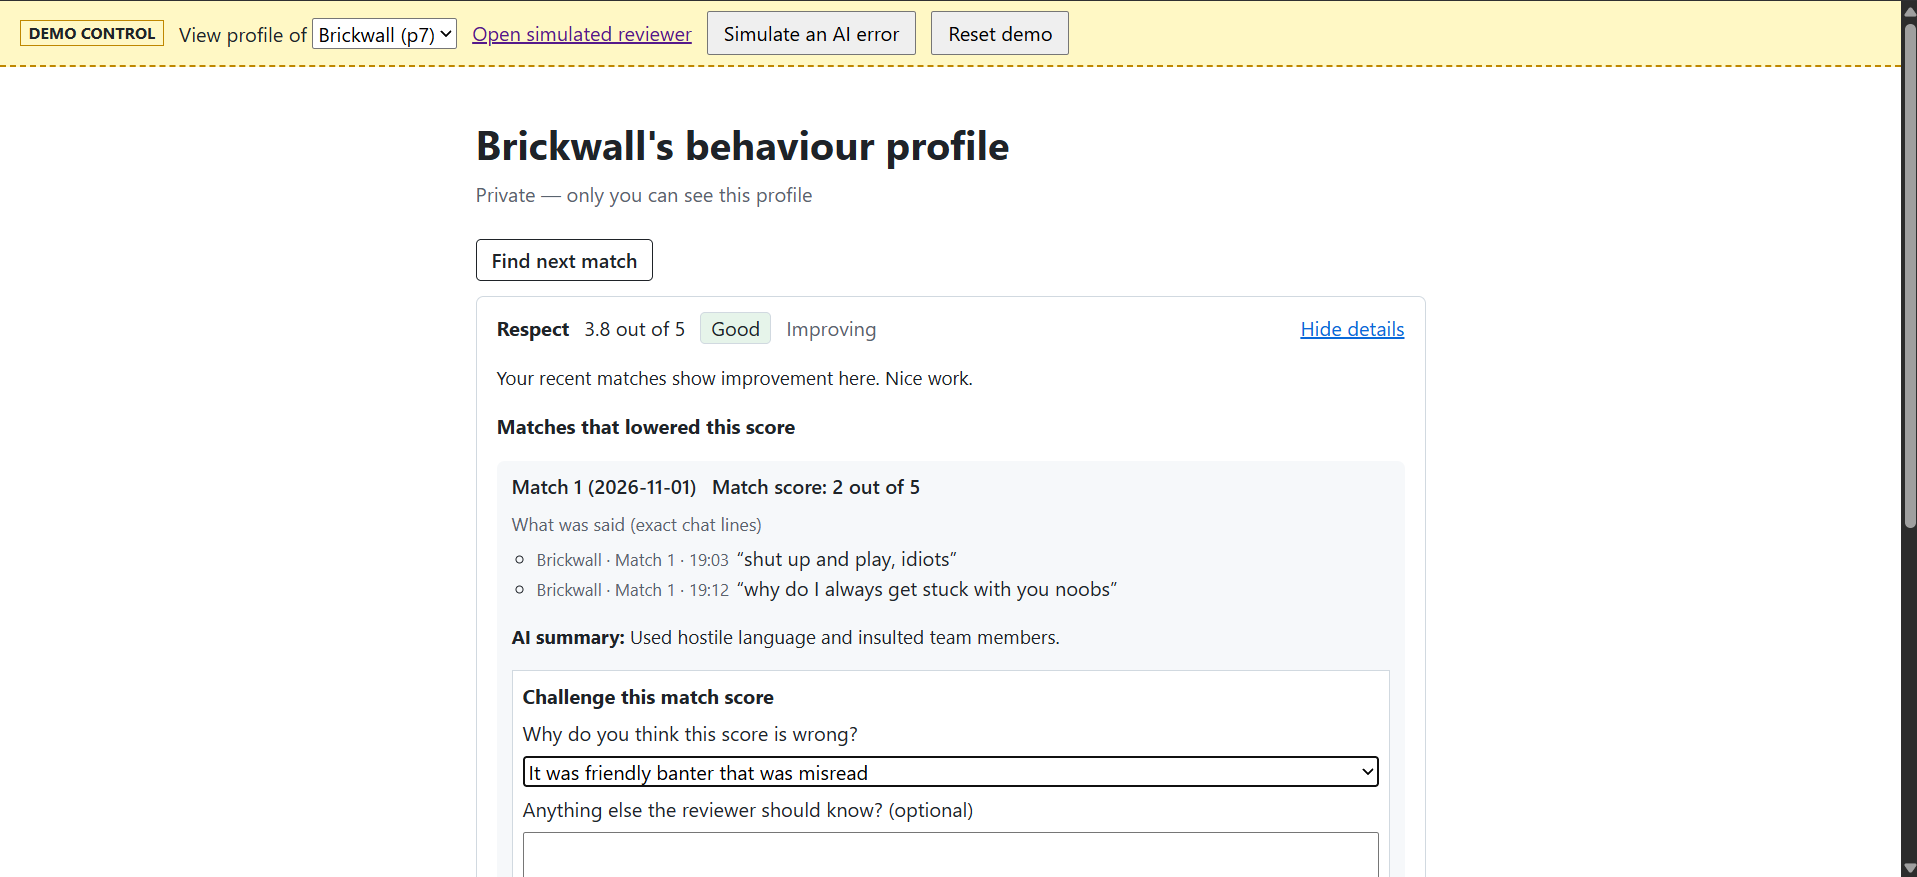 DEMO CONTROL View profile of Brickwall (p7) Open simulated reviewer Simulate an AI error Reset demo
Brickwall's behaviour profile
Private — only you can see this profile
Find next match
Respect 3.8 out of 5 Good Improving Hide details
Your recent matches show improvement here. Nice work.
Matches that lowered this score
Match 1 (2026-11-01) Match score: 2 out of 5
What was said (exact chat lines)
Brickwall · Match 1 · 19:03 “shut up and play, idiots”
Brickwall · Match 1 · 19:12 “why do I always get stuck with you noobs”
AI summary: Used hostile language and insulted team members.
Challenge this match score
Why do you think this score is wrong?
It was friendly banter that was misread
Anything else the reviewer should know? (optional)